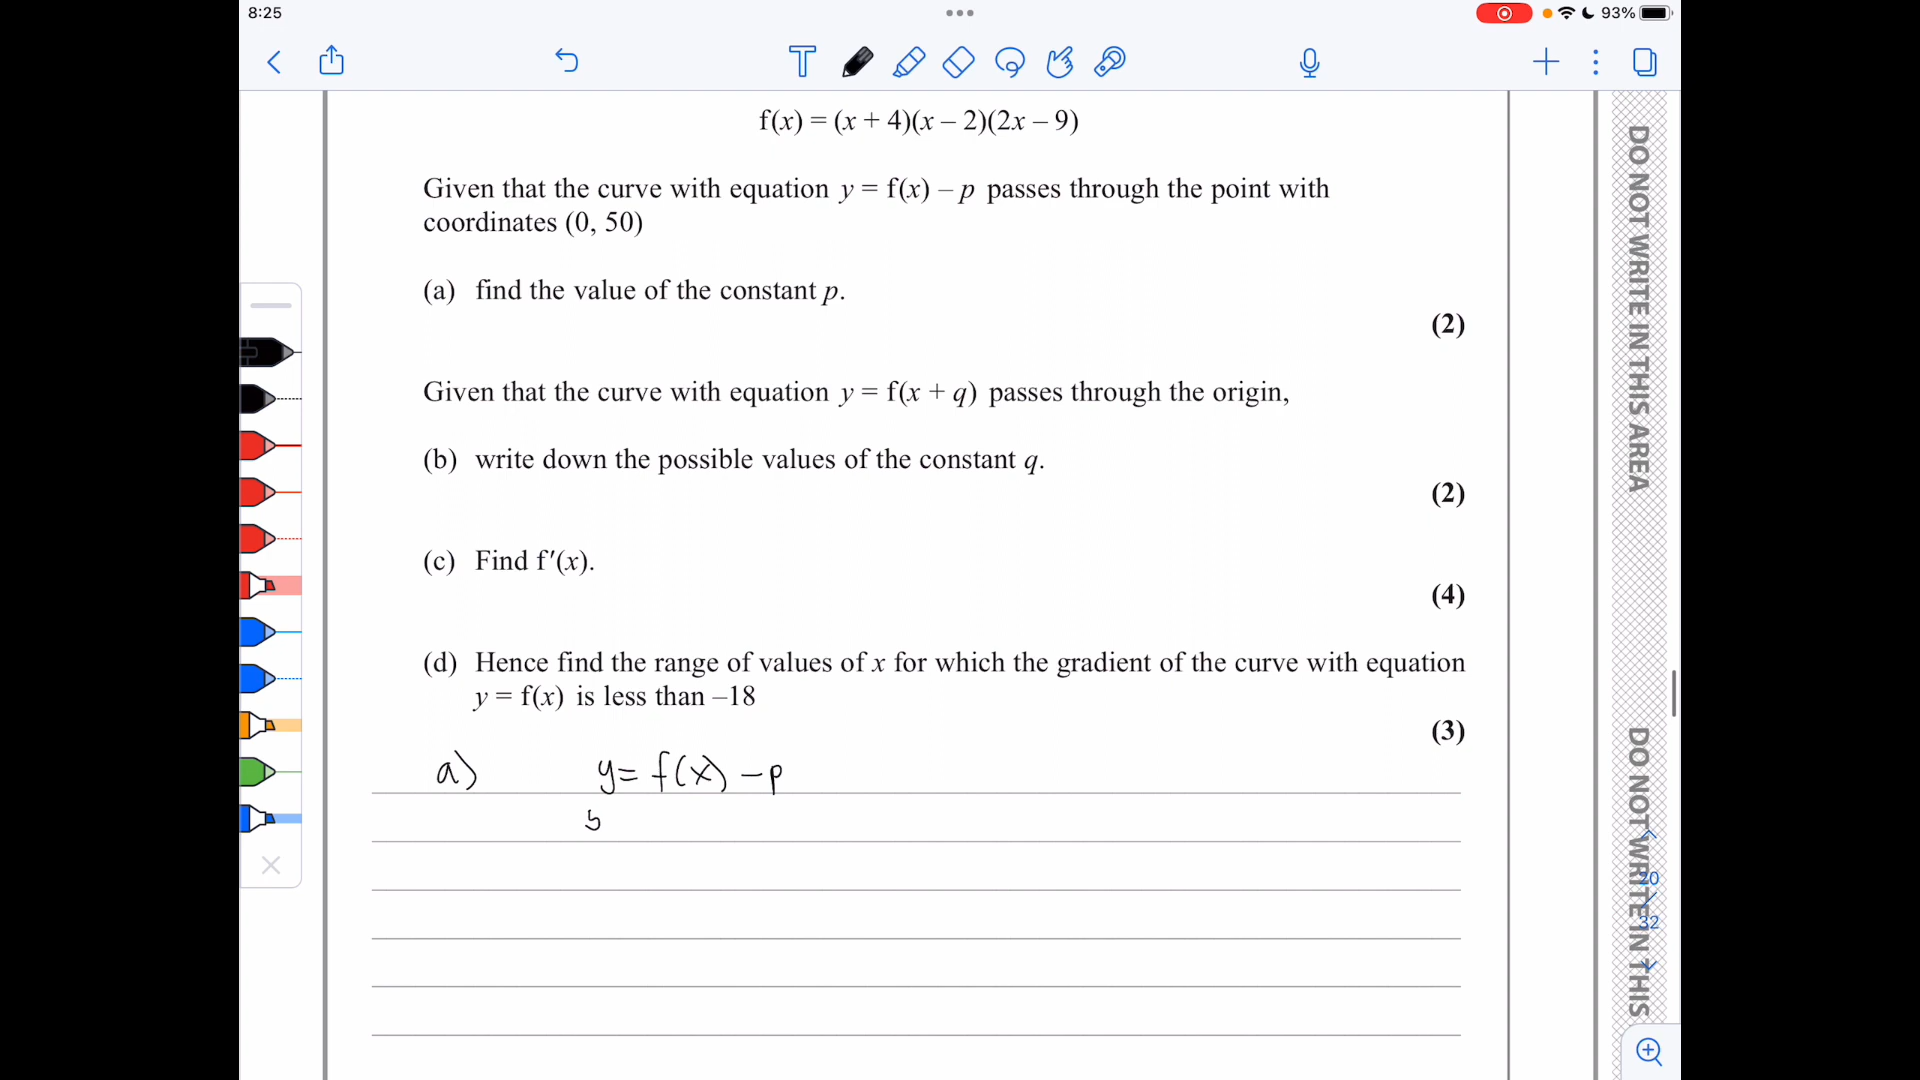 8:25
93%
f(x) = (x + 4)(x – 2)(2x – 9)
Given that the curve with equation y = f(x) – p passes through the point with
coordinates (0, 50)
(a) find the value of the constant p.
(2)
Given that the curve with equation y = f(x + q) passes through the origin,
(b) write down the possible values of the constant q.
(2)
(c) Find f′(x).
(4)
(d) Hence find the range of values of x for which the gradient of the curve with equation
y = f(x) is less than –18
(3)
a) y = f(x) – p
5
DO NOT WRITE IN THIS AREA
DO NOT WRITE IN THIS
20
32